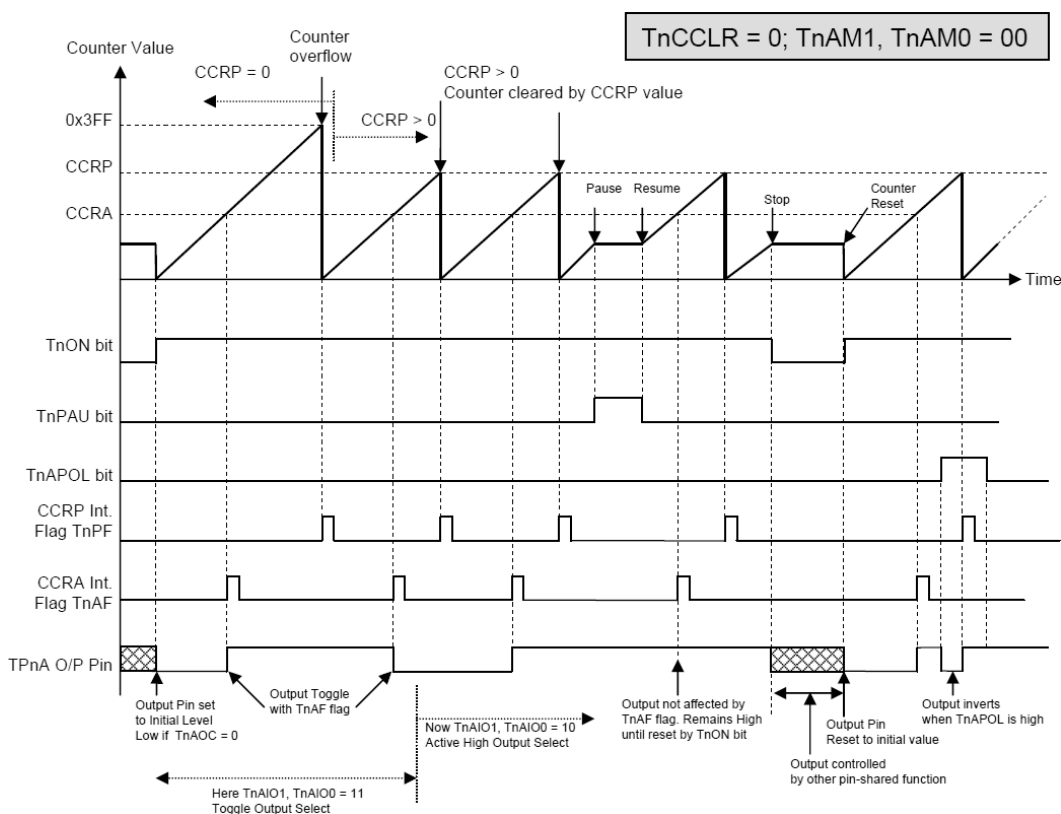 TnCCLR = 0; TnAM1, TnAM0 = 00
Counter Value
Counter
overflow
CCRP = 0
CCRP > 0
CCRP > 0
Counter cleared by CCRP value
0x3FF
CCRP
CCRA
Pause
Resume
Stop
Counter
Reset
Time
TnON bit
TnPAU bit
TnAPOL bit
CCRP Int.
Flag TnPF
CCRA Int.
Flag TnAF
TPnA O/P Pin
Output Pin set
to Initial Level
Low if TnAOC = 0
Output Toggle
with TnAF flag
Now TnAIO1, TnAIO0 = 10
Active High Output Select
Here TnAIO1, TnAIO0 = 11
Toggle Output Select
Output not affected by
TnAF flag. Remains High
until reset by TnON bit
Output Pin
Reset to initial value
Output controlled
by other pin-shared function
Output inverts
when TnAPOL is high